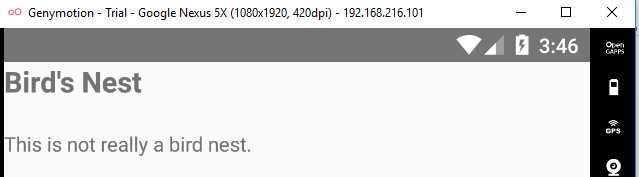 Genymotion - Trial - Google Nexus 5X (1080x1920, 420dpi) - 192.168.216.101
3:46
Open
GAPPS
Bird's Nest
GPS
This is not really a bird nest.